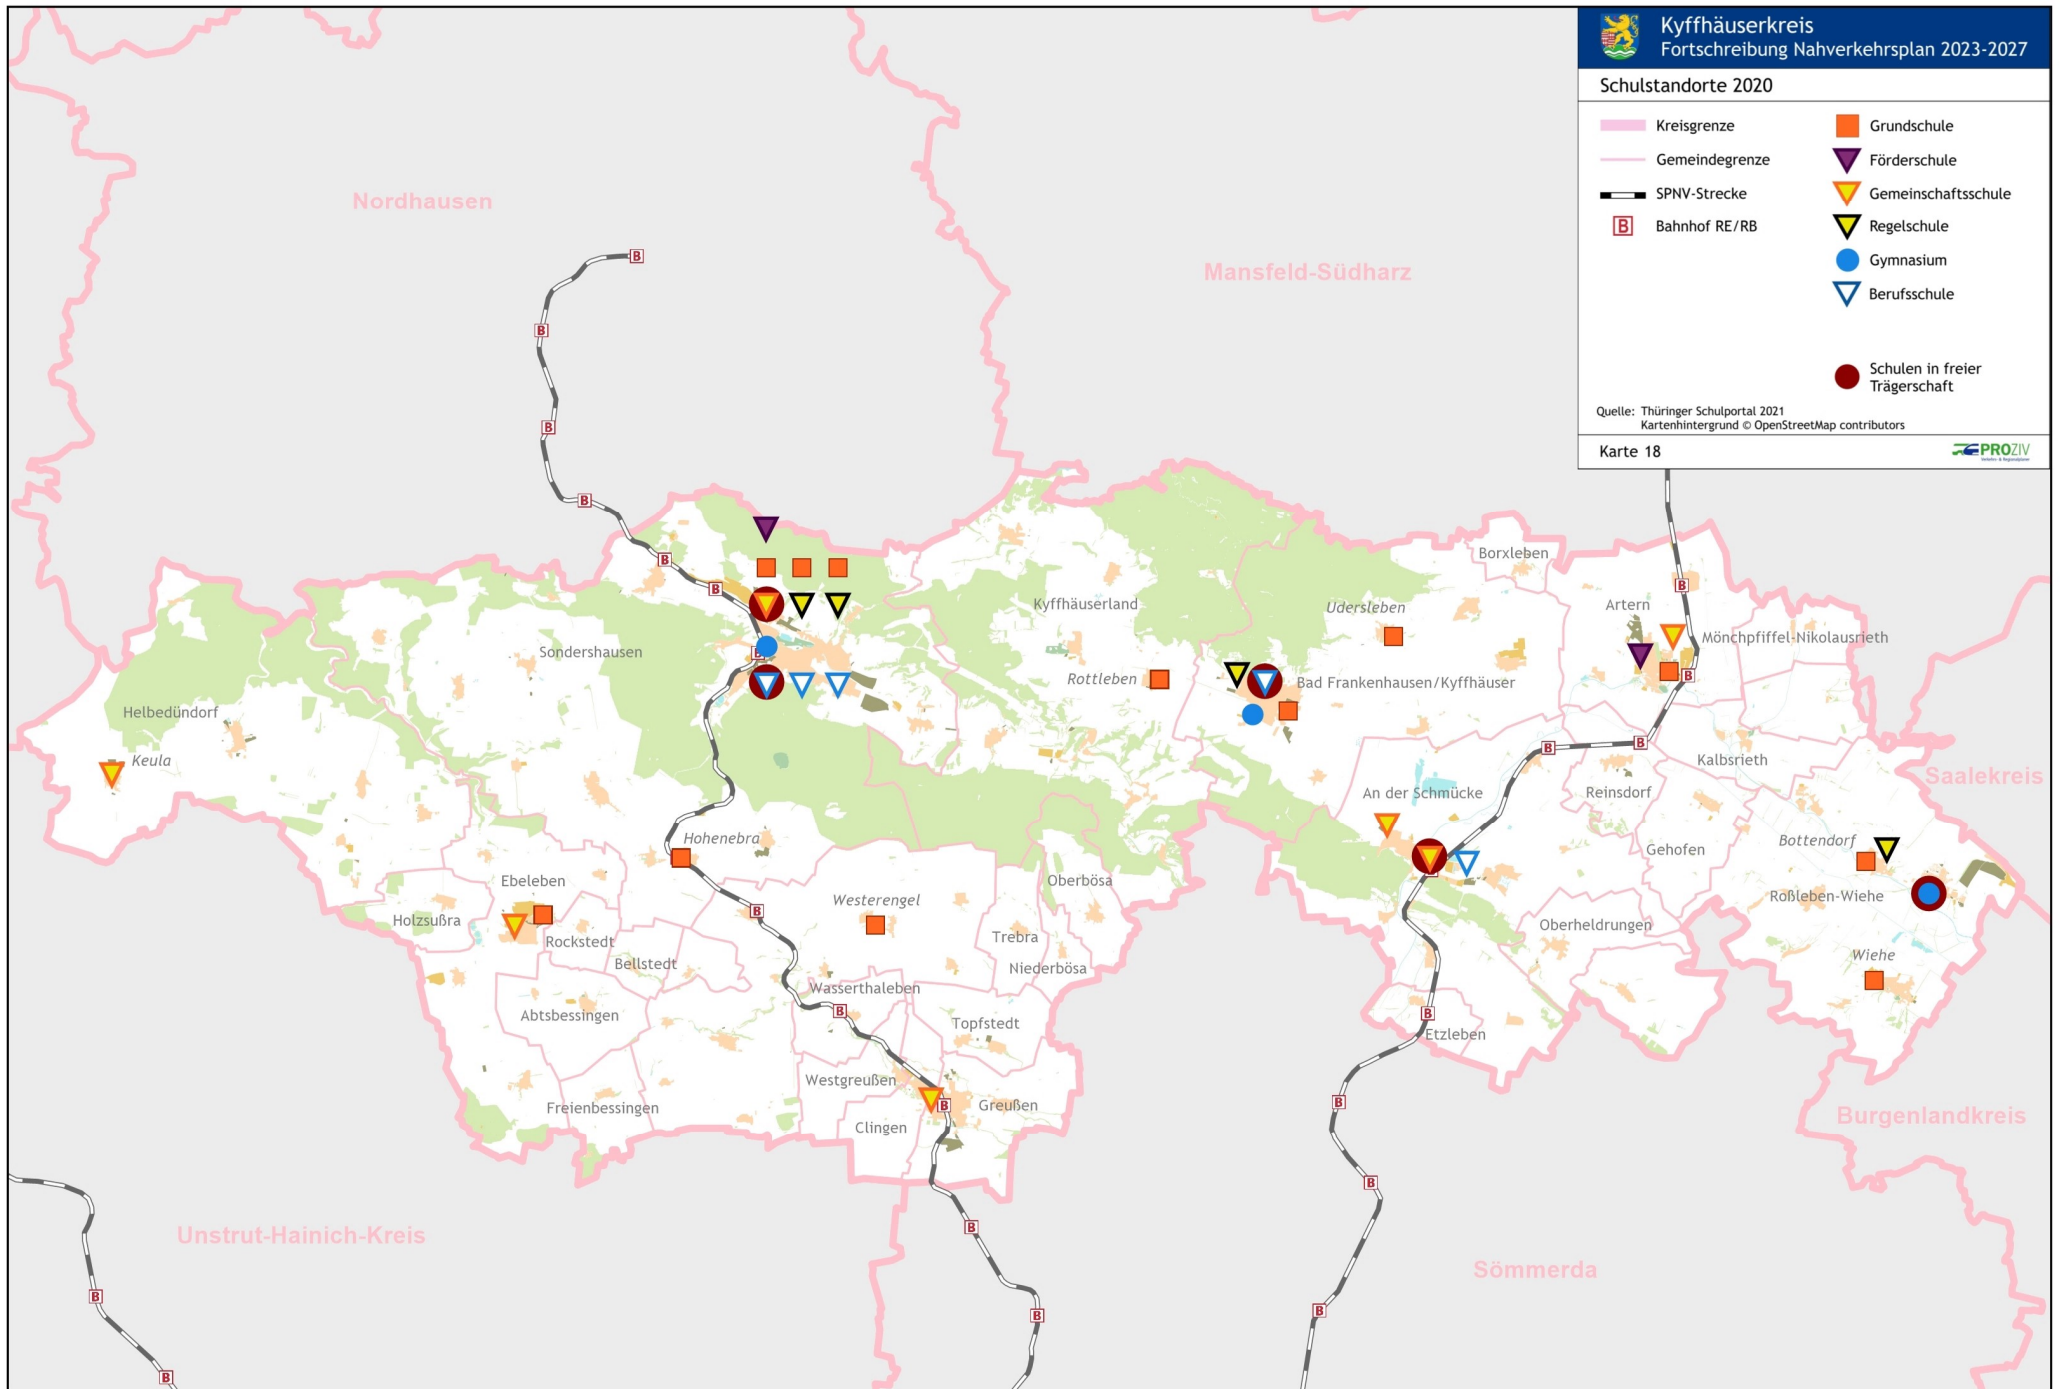 Kyffhäuserkreis
Fortschreibung Nahverkehrsplan 2023-2027
Schulstandorte 2020
Kreisgrenze
Gemeindegrenze
SPNV-Strecke
B
Bahnhof RE/RB
Grundschule
Förderschule
Gemeinschaftsschule
Regelschule
Gymnasium
Berufsschule
Schulen in freier
Trägerschaft
Quelle: Thüringer Schulportal 2021
Kartenhintergrund © OpenStreetMap contributors
Karte 18
PROZIV
Verkehrs- & Regionalplaner
Nordhausen
Mansfeld-Südharz
B
B
B
B
B
B
B
Borxleben
B
Kyffhäuserland
Udersleben
Artern
Mönchpfiffel-Nikolausrieth
Sondershausen
B
Rottleben
Bad Frankenhausen/Kyffhäuser
B
Helbedündorf
Keula
B
B
Kalbsrieth
Saalekreis
An der Schmücke
Reinsdorf
Hohenebra
Bottendorf
Gehofen
Ebeleben
Oberbösa
Roßleben-Wiehe
Westerengel
Holzsußra
B
Oberheldrungen
Rockstedt
Trebra
Wiehe
Bellstedt
Niederbösa
Wasserthaleben
Abtsbessingen
B
B
Topfstedt
Etzleben
Westgreußen
Freienbessingen
B
Greußen
B
Clingen
Burgenlandkreis
B
Unstrut-Hainich-Kreis
B
Sömmerda
B
B
B
B